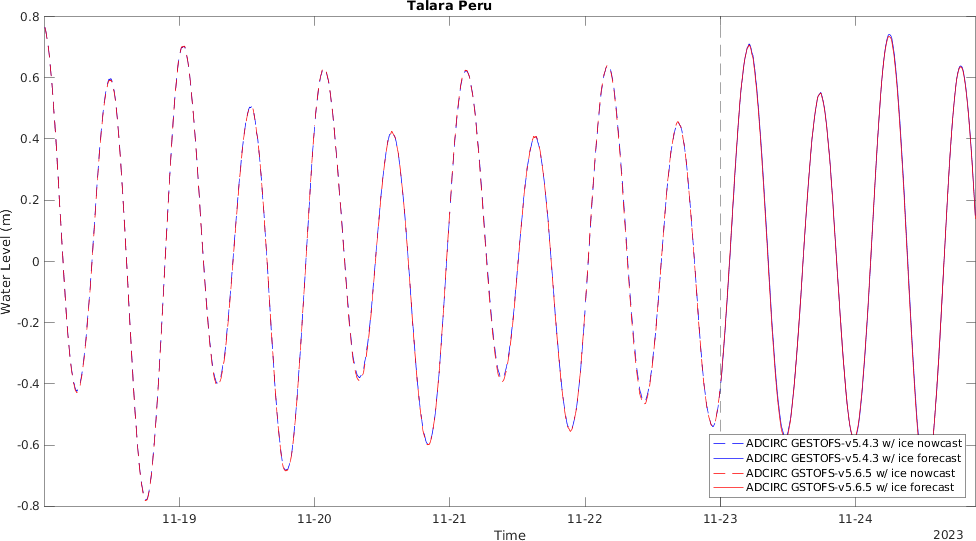 Talara Peru
Water Level (m)
0.8
0.6
0.4
0.2
0
-0.2
-0.4
-0.6
-0.8
ADCIRC GESTOFS-v5.4.3 w/ ice nowcast
ADCIRC GESTOFS-v5.4.3 w/ ice forecast
ADCIRC GSTOFS-v5.6.5 w/ ice nowcast
ADCIRC GSTOFS-v5.6.5 w/ ice forecast
11-19 11-20 11-21 11-22 11-23 11-24
Time
2023